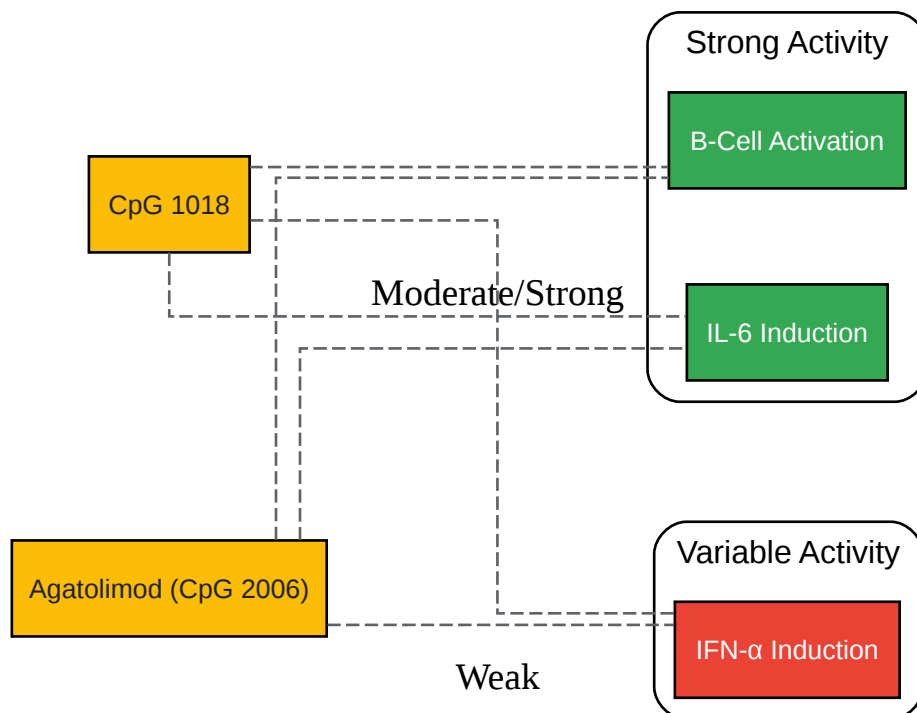 Strong Activity
B-Cell Activation
CpG 1018
Moderate/Strong
IL-6 Induction
Agatolimod (CpG 2006)
Variable Activity
IFN-α Induction
Weak